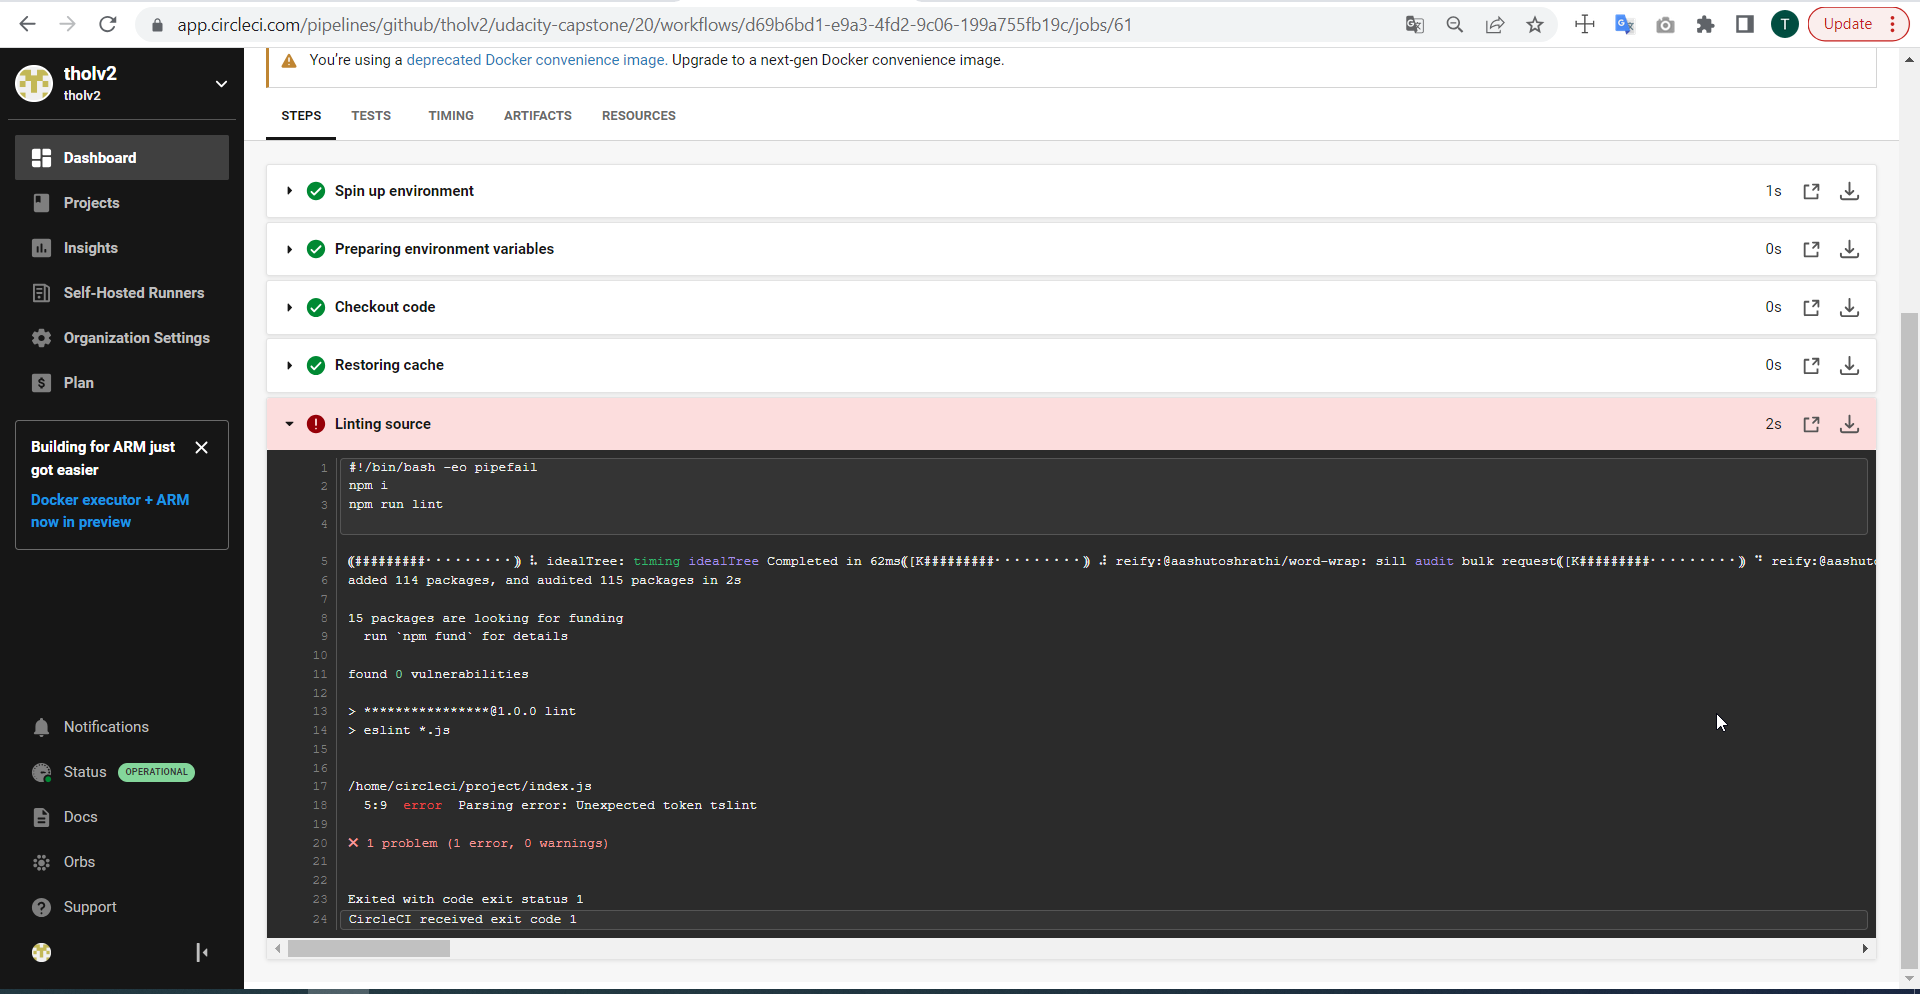 app.circleci.com/pipelines/github/tholv2/udacity-capstone/20/workflows/d69b6bd1-e9a3-4fd2-9c06-199a755fb19c/jobs/61
T
Update
tholv2
tholv2
Dashboard
Projects
Insights
Self-Hosted Runners
Organization Settings
Plan
Building for ARM just
got easier
Docker executor + ARM
now in preview
Notifications
Status OPERATIONAL
Docs
Orbs
Support
You're using a deprecated Docker convenience image. Upgrade to a next-gen Docker convenience image.
STEPS TESTS TIMING ARTIFACTS RESOURCES
Spin up environment 1s
Preparing environment variables 0s
Checkout code 0s
Restoring cache 0s
Linting source 2s
1 #!/bin/bash -eo pipefail
2 npm i
3 npm run lint
4
5 (#########·········) ⠧ idealTree: timing idealTree Completed in 62ms([K#########·········) ⠼ reify:@aashutoshrathi/word-wrap: sill audit bulk request([K#########·········) ⠙ reify:@aashut
6 added 114 packages, and audited 115 packages in 2s
7
8 15 packages are looking for funding
9 run `npm fund` for details
10
11 found 0 vulnerabilities
12
13 > ****************@1.0.0 lint
14 > eslint *.js
15
16
17 /home/circleci/project/index.js
18 5:9 error Parsing error: Unexpected token tslint
19
20 ✕ 1 problem (1 error, 0 warnings)
21
22
23 Exited with code exit status 1
24 CircleCI received exit code 1